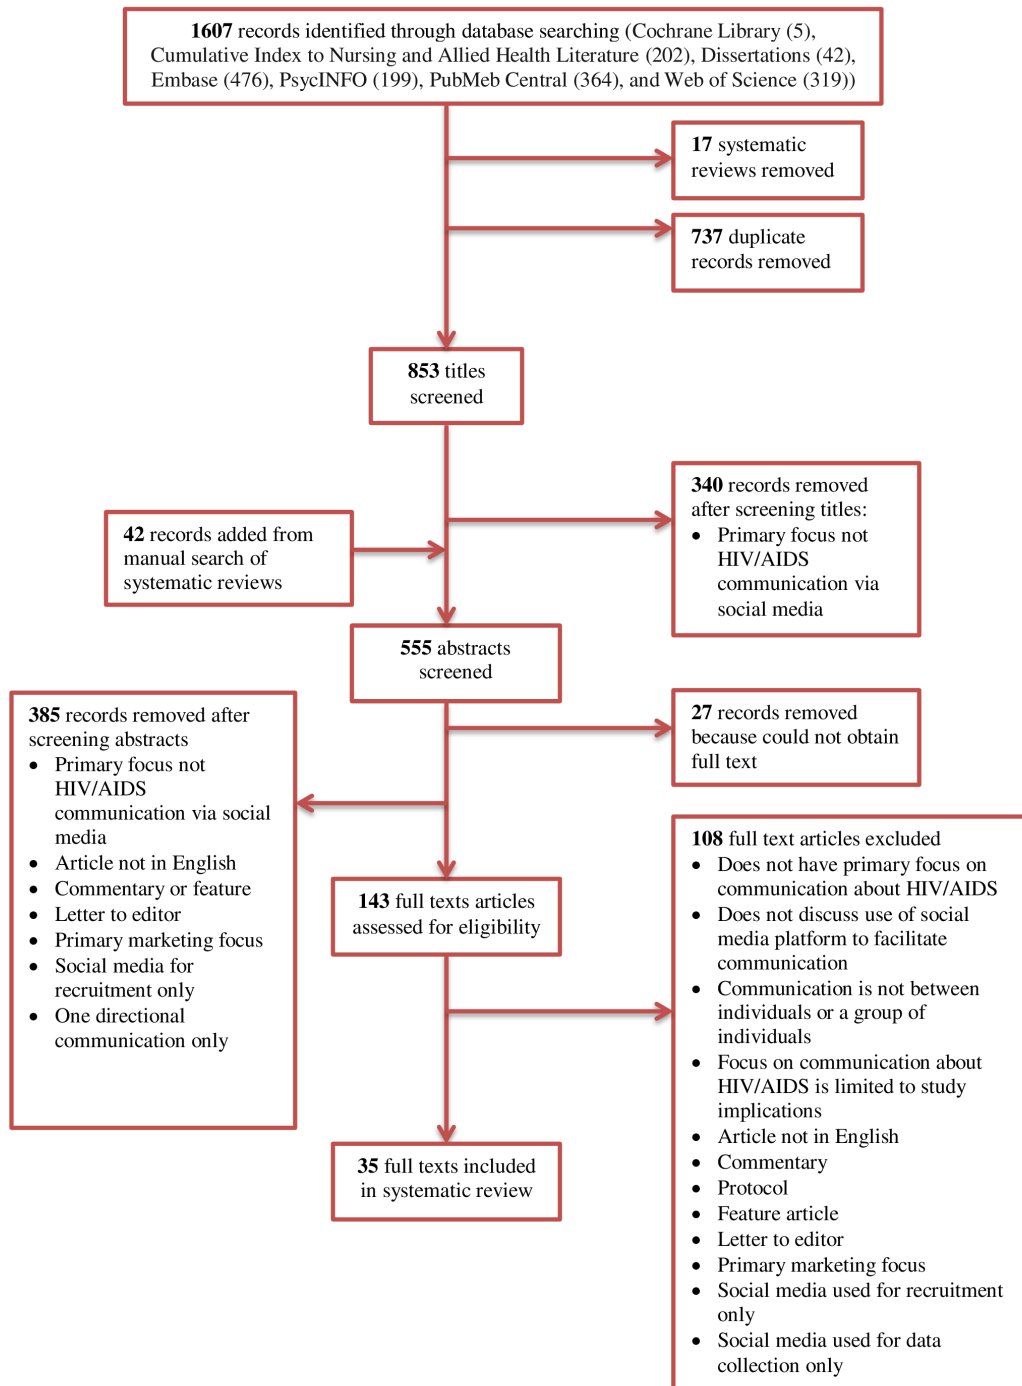 1607 records identified through database searching (Cochrane Library (5),
Cumulative Index to Nursing and Allied Health Literature (202), Dissertations (42),
Embase (476), PsycINFO (199), PubMeb Central (364), and Web of Science (319))
17 systematic
reviews removed
737 duplicate
records removed
853 titles
screened
340 records removed
after screening titles:
• Primary focus not
HIV/AIDS
communication via
social media
42 records added from
manual search of
systematic reviews
555 abstracts
screened
27 records removed
because could not obtain
full text
385 records removed after
screening abstracts
• Primary focus not
HIV/AIDS
communication via social
media
• Article not in English
• Commentary or feature
• Letter to editor
• Primary marketing focus
• Social media for
recruitment only
• One directional
communication only
143 full texts articles
assessed for eligibility
108 full text articles excluded
• Does not have primary focus on
communication about HIV/AIDS
• Does not discuss use of social
media platform to facilitate
communication
• Communication is not between
individuals or a group of
individuals
• Focus on communication about
HIV/AIDS is limited to study
implications
• Article not in English
• Commentary
• Protocol
• Feature article
• Letter to editor
• Primary marketing focus
• Social media used for recruitment
only
• Social media used for data
collection only
35 full texts included
in systematic review